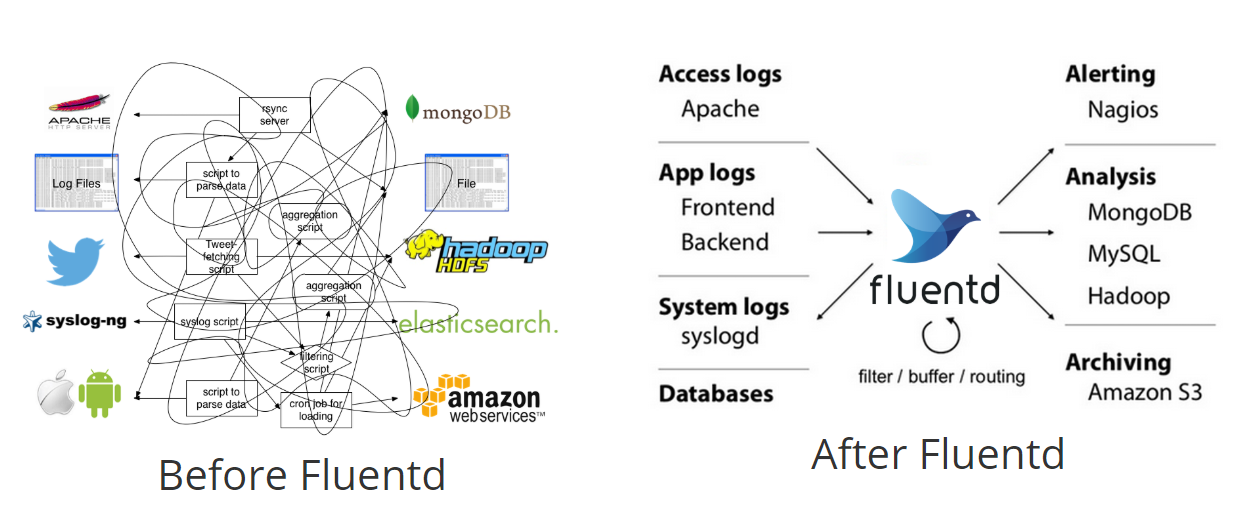 APACHE
HTTP SERVER
rsync
server
mongoDB
Log Files
script to
parse data
File
aggregation
script
Tweet-
fetching
script
hadoop
HDFS
aggregation
script
syslog-ng
syslog script
elasticsearch.
filtering
script
script to
parse data
cron job for
loading
amazon
webservices™
Before Fluentd
Access logs
Apache
App logs
Frontend
Backend
System logs
syslogd
Databases
fluentd
filter / buffer / routing
Alerting
Nagios
Analysis
MongoDB
MySQL
Hadoop
Archiving
Amazon S3
After Fluentd